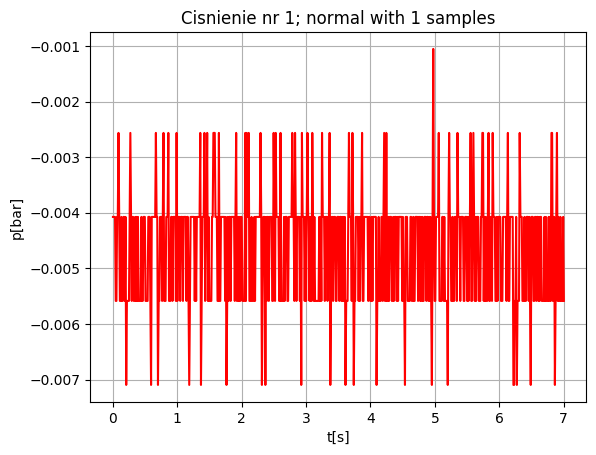 Cisnienie nr 1; normal with 1 samples
−0.001
−0.002
−0.003
−0.004
−0.005
−0.006
−0.007
p[bar]
0 1 2 3 4 5 6 7
t[s]